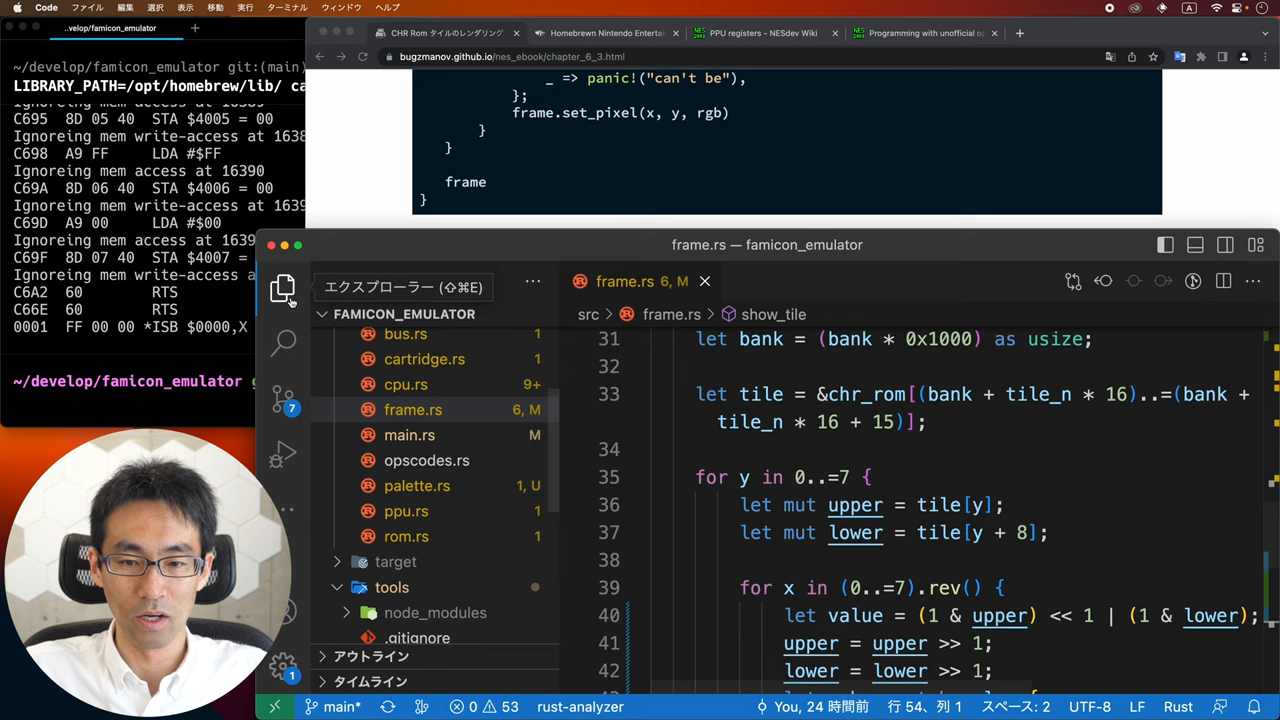 Code ファイル 編集 選択 表示 移動 実行 ターミナル ウィンドウ ヘルプ
..velop/famicon_emulator
~/develop/famicon_emulator git:(main)
LIBRARY_PATH=/opt/homebrew/lib/ ca
C695 8D 05 40 STA $4005 = 00
Ignoreing mem write-access at 1638
C698 A9 FF LDA #$FF
Ignoreing mem access at 16390
C69A 8D 06 40 STA $4006 = 00
Ignoreing mem write-access at 1639
C69D A9 00 LDA #$00
Ignoreing mem access at 1639
C69F 8D 07 40 STA $4007 =
Ignoreing mem write-access
C6A2 60 RTS
C66E 60 RTS
0001 FF 00 00 *ISB $0000,X
~/develop/famicon_emulator g
CHR Rom タイルのレンダリング
Homebrewn Nintendo Enterta
PPU registers - NESdev Wiki
Programming with unofficial o
bugzmanov.github.io/nes_ebook/chapter_6_3.html
_ => panic!("can't be"),
};
frame.set_pixel(x, y, rgb)
}
}
frame
}
frame.rs — famicon_emulator
エクスプローラー (⇧⌘E)
FAMICON_EMULATOR
bus.rs 1
cartridge.rs 1
cpu.rs 9+
frame.rs 6, M
main.rs M
opscodes.rs
palette.rs 1, U
ppu.rs 1
rom.rs 1
target
tools
node_modules
.gitignore
アウトライン
タイムライン
7
1
frame.rs 6, M
src > frame.rs > show_tile
31 let bank = (bank * 0x1000) as usize;
32
33 let tile = &chr_rom[(bank + tile_n * 16)..=(bank +
tile_n * 16 + 15)];
34
35 for y in 0..=7 {
36 let mut upper = tile[y];
37 let mut lower = tile[y + 8];
38
39 for x in (0..=7).rev() {
40 let value = (1 & upper) << 1 | (1 & lower);
41 upper = upper >> 1;
42 lower = lower >> 1;
main* 0 53 rust-analyzer You, 24 時間前 行 54、列 1 スペース: 2 UTF-8 LF Rust